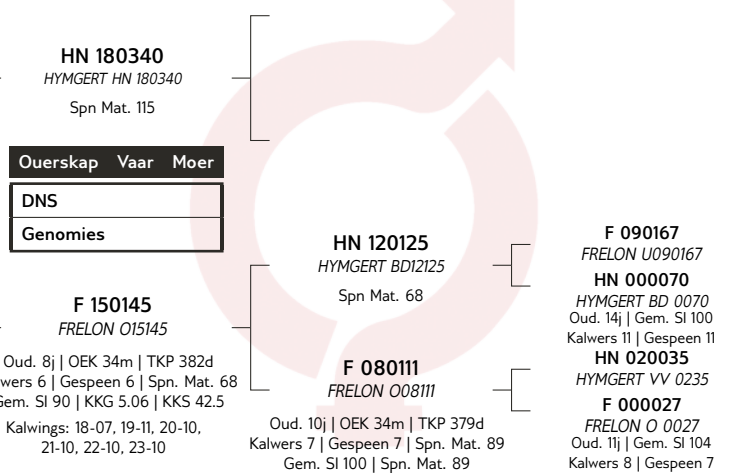 HN 180340
HYMGERT HN 180340
Spn Mat. 115
Ouerskap Vaar Moer
DNS
Genomies
F 150145
FRELON O15145
Oud. 8j | OEK 34m | TKP 382d
6 | Gespeen 6 | Spn. Mat. 68
SI 90 | KKG 5.06 | KKS 42.5
Kalwings: 18-07, 19-11, 20-10,
21-10, 22-10, 23-10
HN 120125
HYMGERT BD12125
Spn Mat. 68
F 080111
FRELON O08111
Oud. 10j | OEK 34m | TKP 379d
Kalwers 7 | Gespeen 7 | Spn. Mat. 89
Gem. SI 100 | Spn. Mat. 89
F 090167
FRELON U090167
HN 000070
HYMGERT BD 0070
Oud. 14j | Gem. SI 100
Kalwers 11 | Gespeen 11
HN 020035
HYMGERT VV 0235
F 000027
FRELON O 0027
Oud. 11j | Gem. SI 104
Kalwers 8 | Gespeen 7